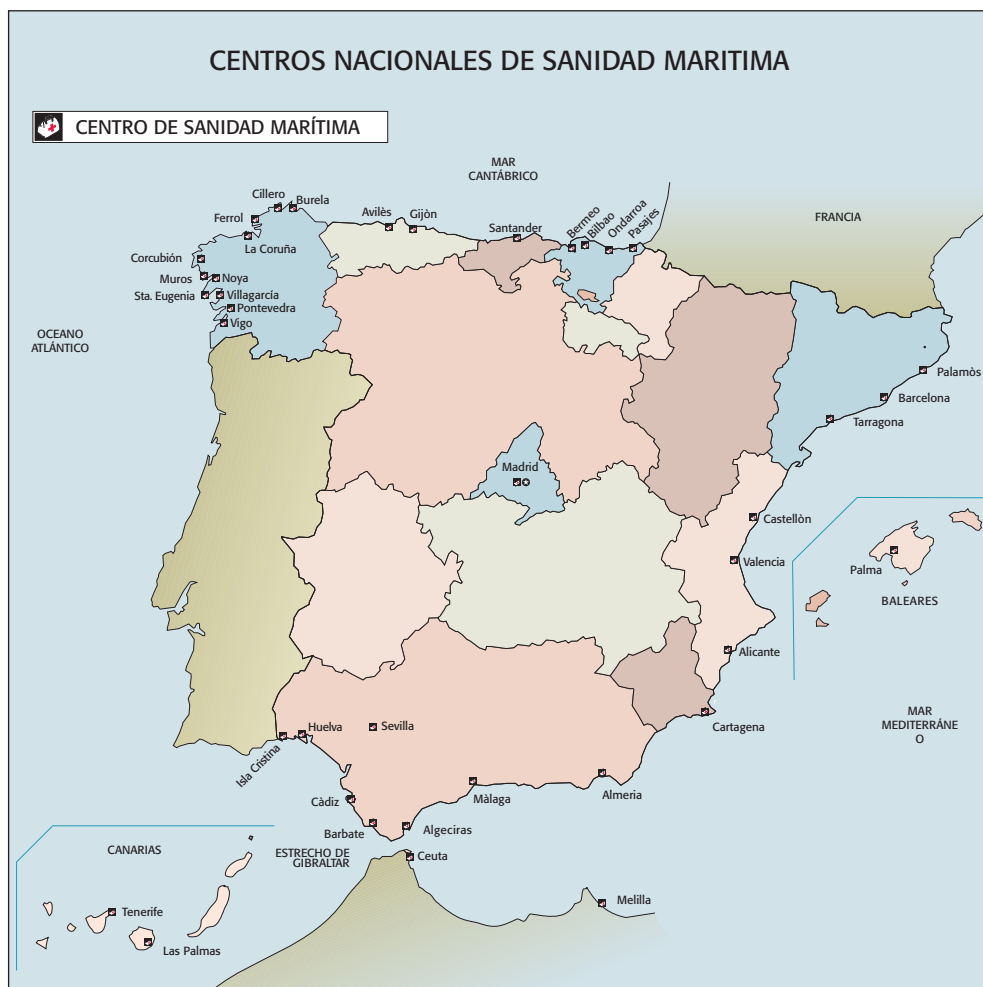 CENTROS NACIONALES DE SANIDAD MARITIMA
CENTRO DE SANIDAD MARÍTIMA
MAR
CANTÁBRICO
FRANCIA
Cillero
Burela
Ferrol
La Coruña
Avilès
Gijòn
Santander
Bermeo
Bilbao
Ondarroa
Pasajes
Corcubión
Muros
Noya
Sta. Eugenia
Villagarcía
Pontevedra
Vigo
OCEANO
ATLÁNTICO
Palamòs
Barcelona
Tarragona
Madrid
Castellòn
Valencia
Palma
BALEARES
Alicante
Cartagena
MAR
MEDITERRÁNE
O
Isla Cristina
Huelva
Sevilla
Càdiz
Barbate
Algeciras
Màlaga
Almeria
ESTRECHO DE
GIBRALTAR
Ceuta
Melilla
CANARIAS
Tenerife
Las Palmas